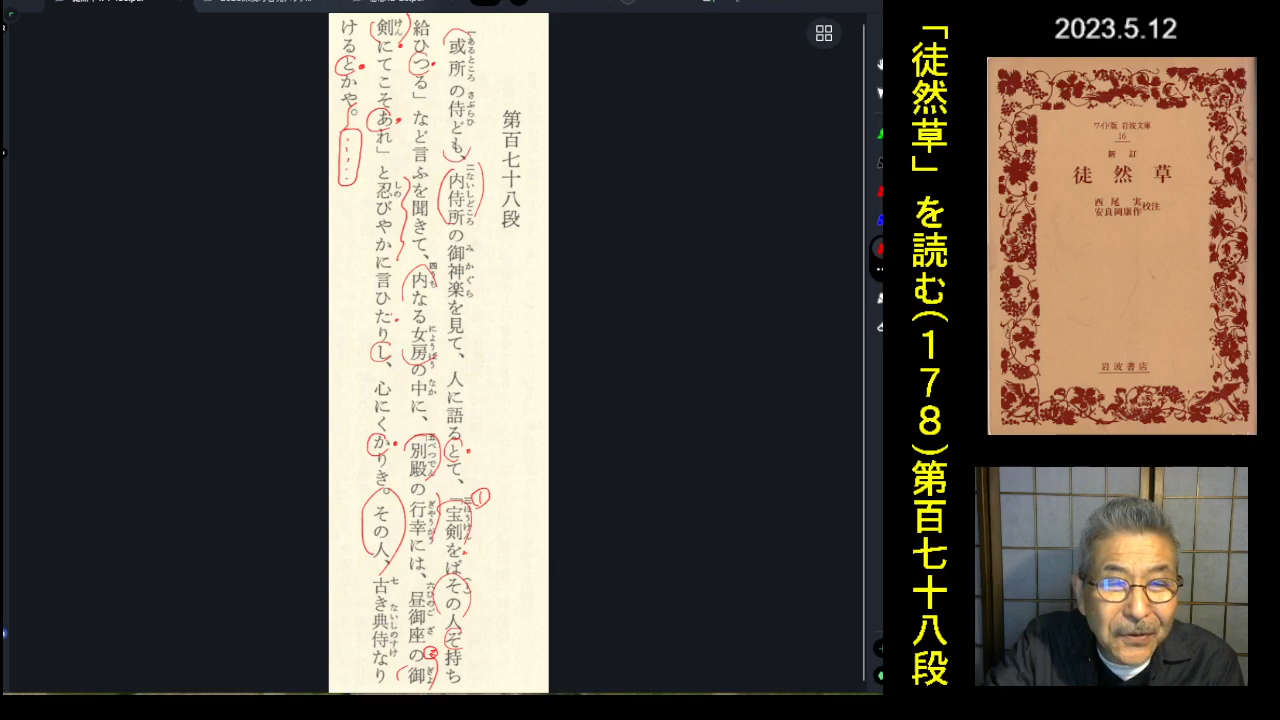 第百七十八段
或所の侍ども、内侍所の御神楽を見て、人に語るとて、「宝剣をばその人ぞ持ち
給ひつる」など言ふを聞きて、内なる女房の中に、別殿の行幸には、昼御座の御
剣にてこそあれ」と忍びやかに言ひたりし、心にくかりき。その人、古き典侍なり
けるとかや。
「徒然草」を読む(178)第百七十八段
2023.5.12
ワイド版 岩波文庫
16
新訂
徒然草
西尾 実
安良岡康作 校注
岩波書店